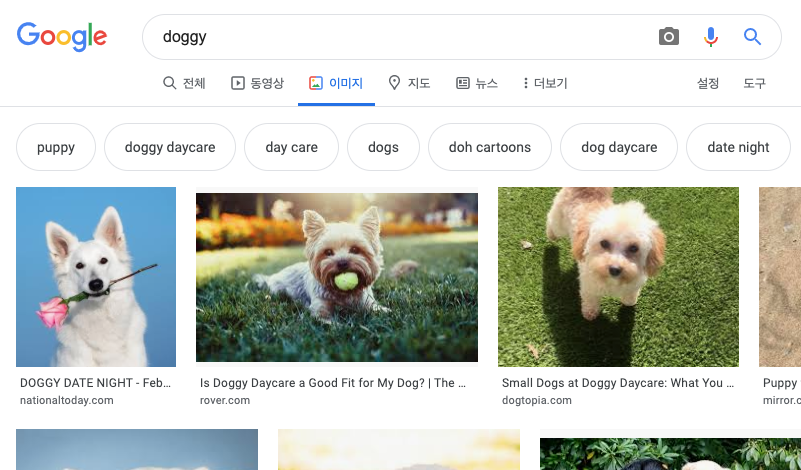 Google
doggy
전체 동영상 이미지 지도 뉴스 더보기 설정 도구
puppy doggy daycare day care dogs doh cartoons dog daycare date night
DOGGY DATE NIGHT - Feb... Is Doggy Daycare a Good Fit for My Dog? | The ... Small Dogs at Doggy Daycare: What You ... Puppy
nationaltoday.com rover.com dogtopia.com mirror.c